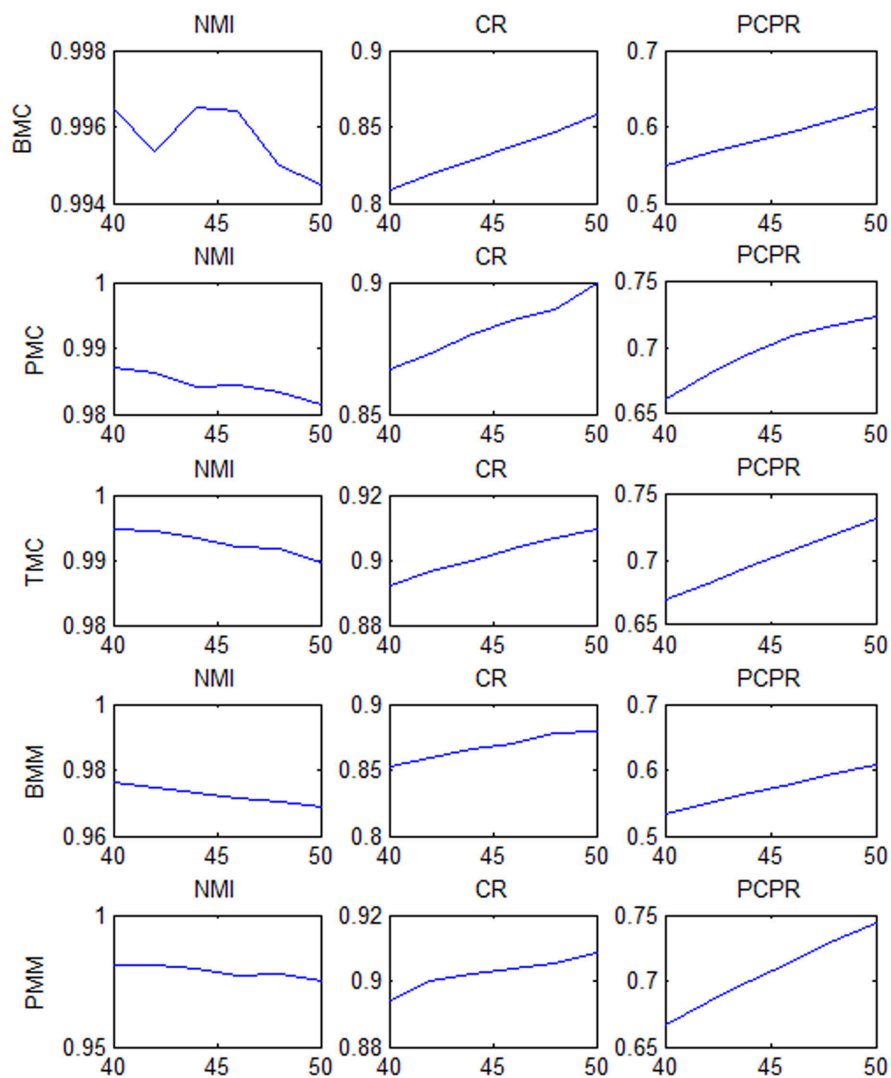 NMI CR PCPR
0.998 0.9 0.7
BMC 0.996 0.85 0.6
0.994 0.8 0.5
40 45 50 40 45 50 40 45 50
NMI CR PCPR
1 0.9 0.75
PMC 0.99 0.7
0.98 0.85 0.65
40 45 50 40 45 50 40 45 50
NMI CR PCPR
1 0.92 0.75
TMC 0.99 0.9 0.7
0.98 0.88 0.65
40 45 50 40 45 50 40 45 50
NMI CR PCPR
1 0.9 0.7
BMM 0.98 0.85 0.6
0.96 0.8 0.5
40 45 50 40 45 50 40 45 50
NMI CR PCPR
1 0.92 0.75
PMM 0.9 0.7
0.95 0.88 0.65
40 45 50 40 45 50 40 45 50